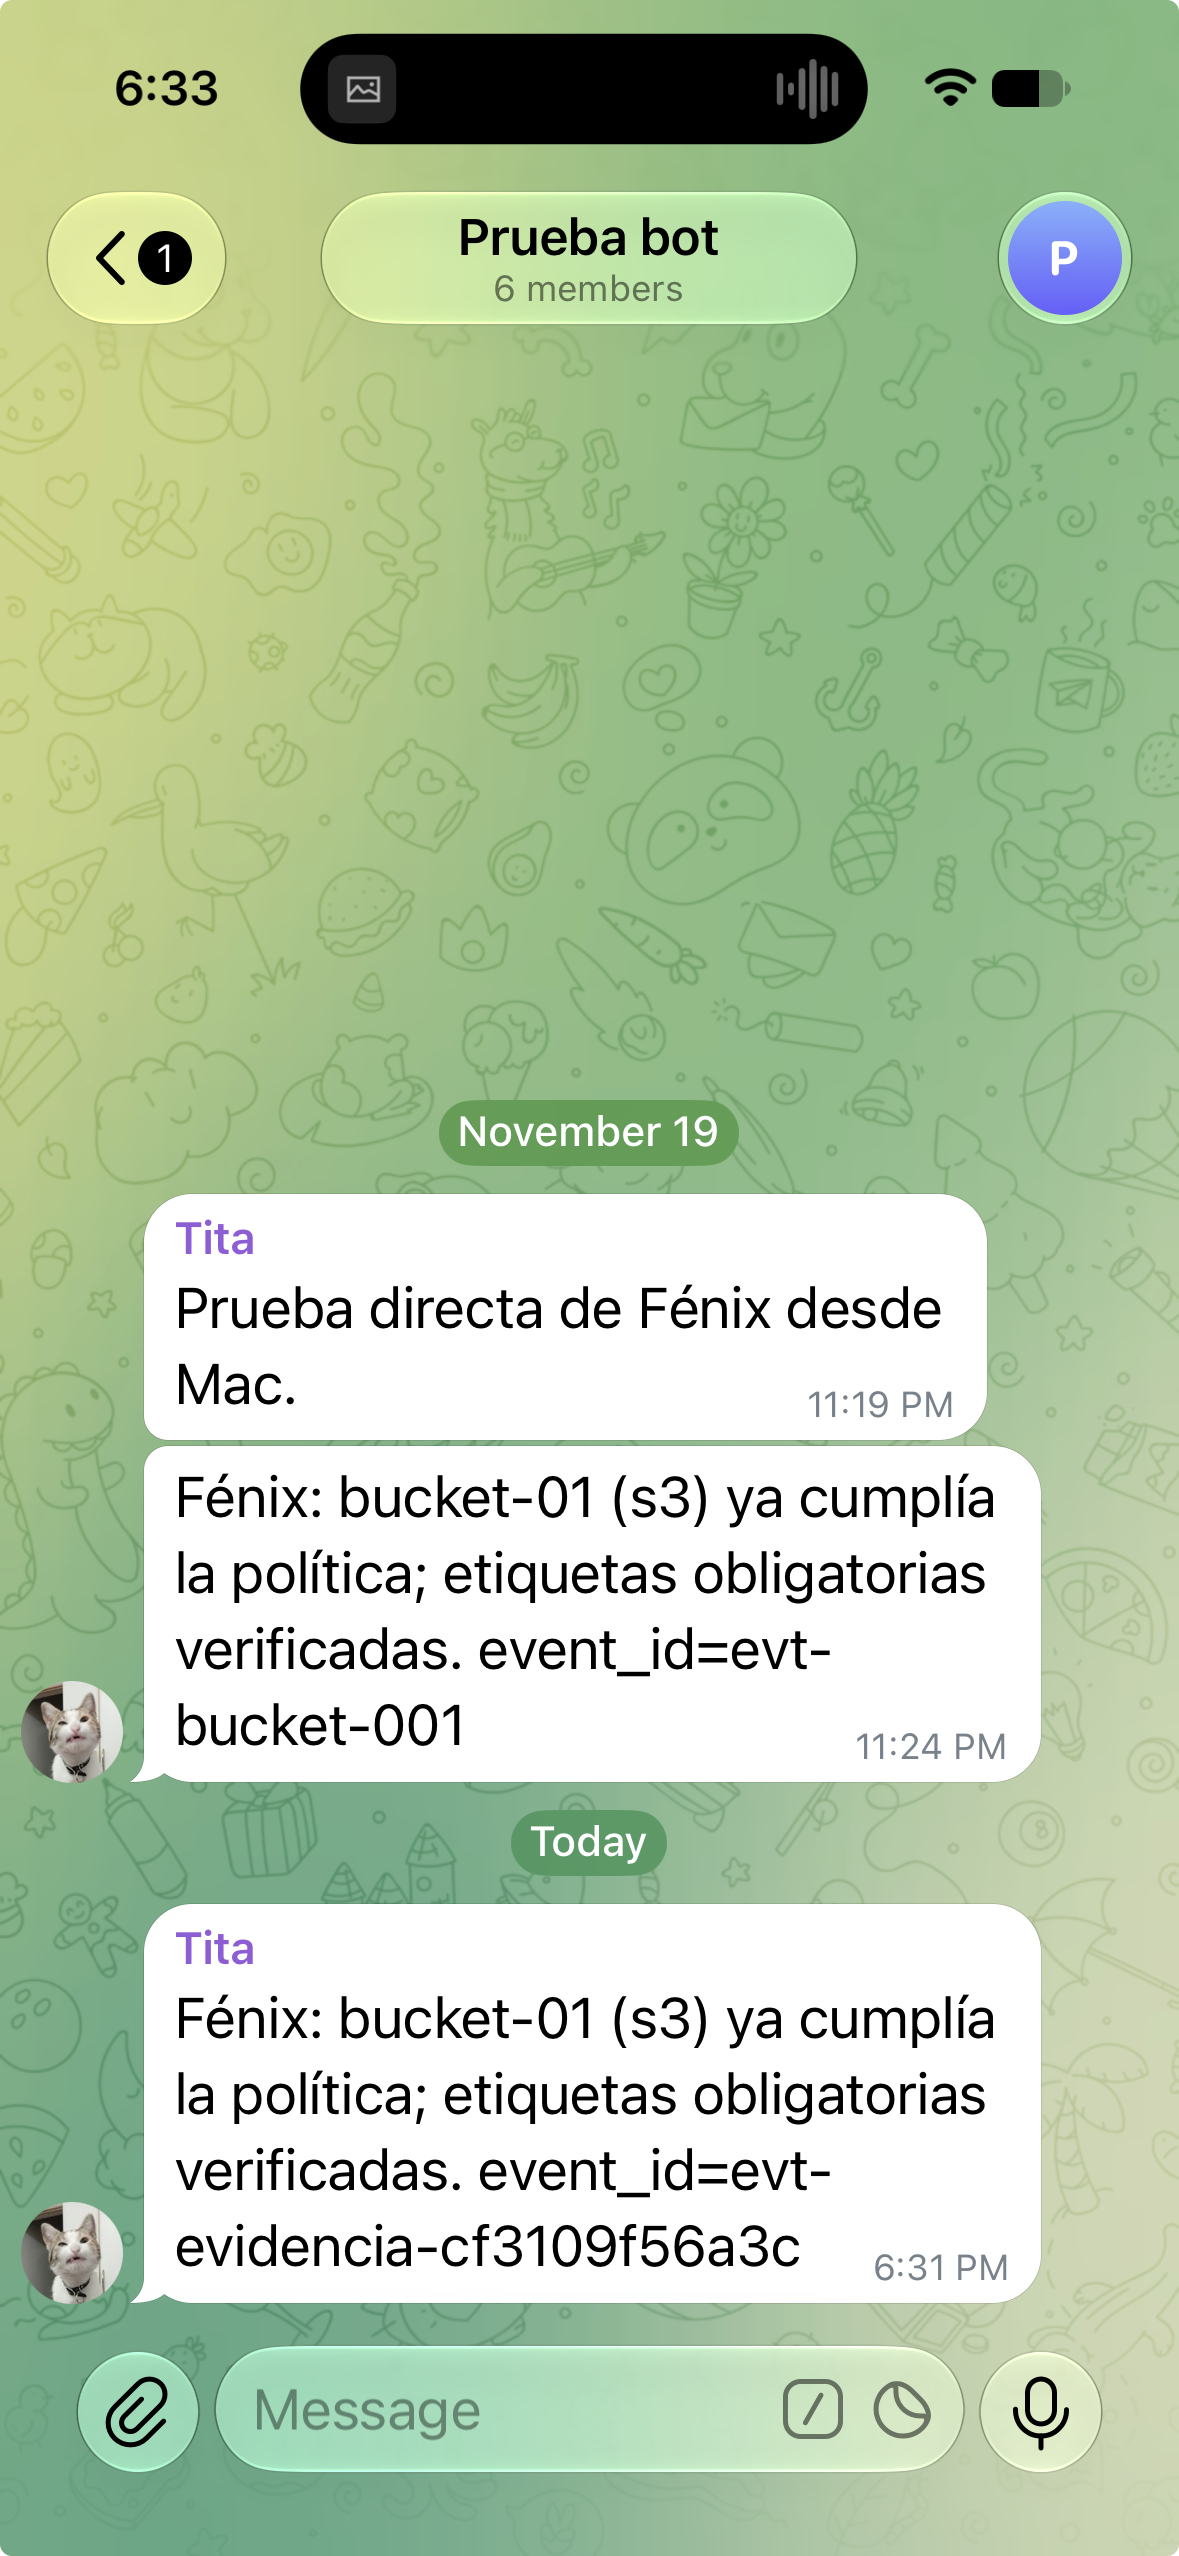 6:33
1
Prueba bot
6 members
P
November 19
Tita
Prueba directa de Fénix desde
Mac.
11:19 PM
Fénix: bucket-01 (s3) ya cumplía
la política; etiquetas obligatorias
verificadas. event_id=evt-
bucket-001
11:24 PM
Today
Tita
Fénix: bucket-01 (s3) ya cumplía
la política; etiquetas obligatorias
verificadas. event_id=evt-
evidencia-cf3109f56a3c
6:31 PM
Message